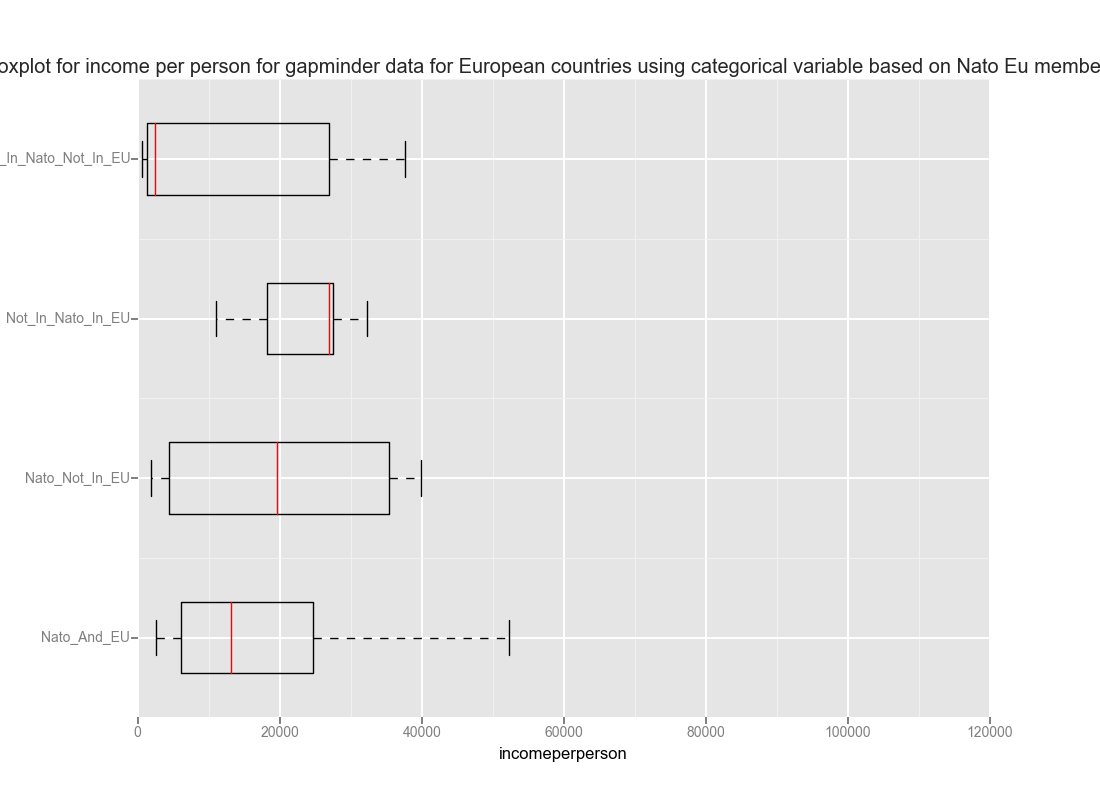 oxplot for income per person for gapminder data for European countries using categorical variable based on Nato Eu membe
_In_Nato_Not_In_EU
Not_In_Nato_In_EU
Nato_Not_In_EU
Nato_And_EU
0 20000 40000 60000 80000 100000 120000
incomeperperson